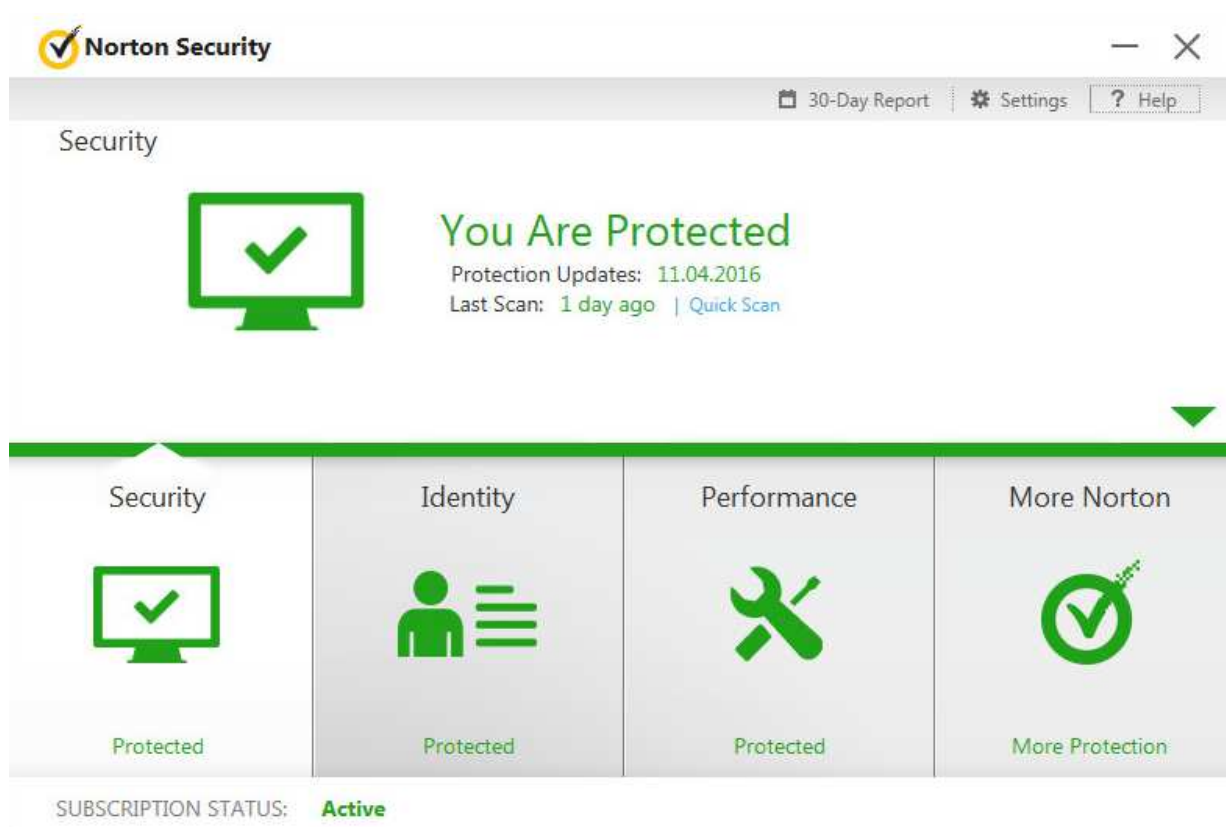 Norton Security
30-Day Report Settings ? Help
Security
You Are Protected
Protection Updates: 11.04.2016
Last Scan: 1 day ago | Quick Scan
Security Identity Performance More Norton
Protected Protected Protected More Protection
SUBSCRIPTION STATUS: Active